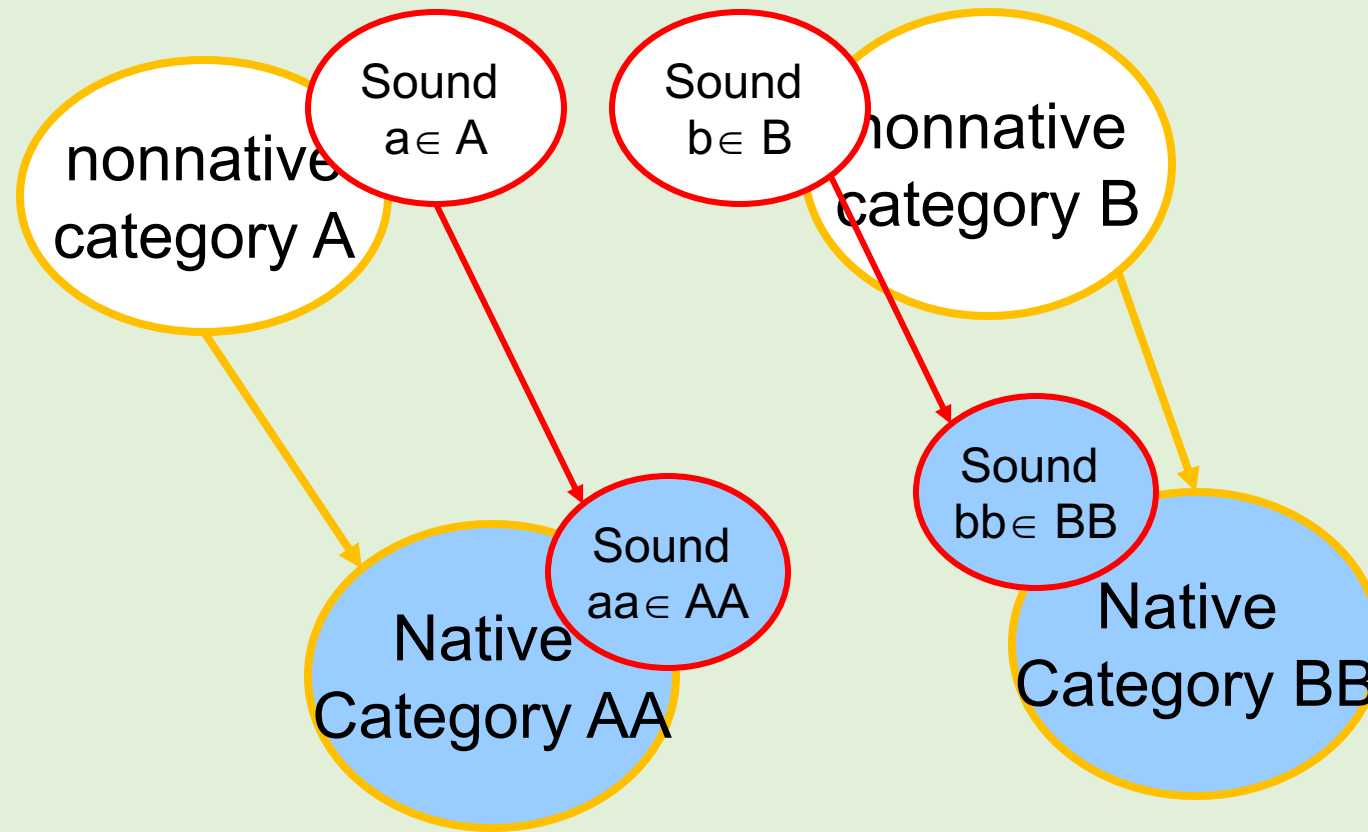 Sound
a∈ A
Sound
b∈ B
nonnative
category A
nonnative
category B
Sound
bb∈ BB
Sound
aa∈ AA
Native
Category AA
Native
Category BB